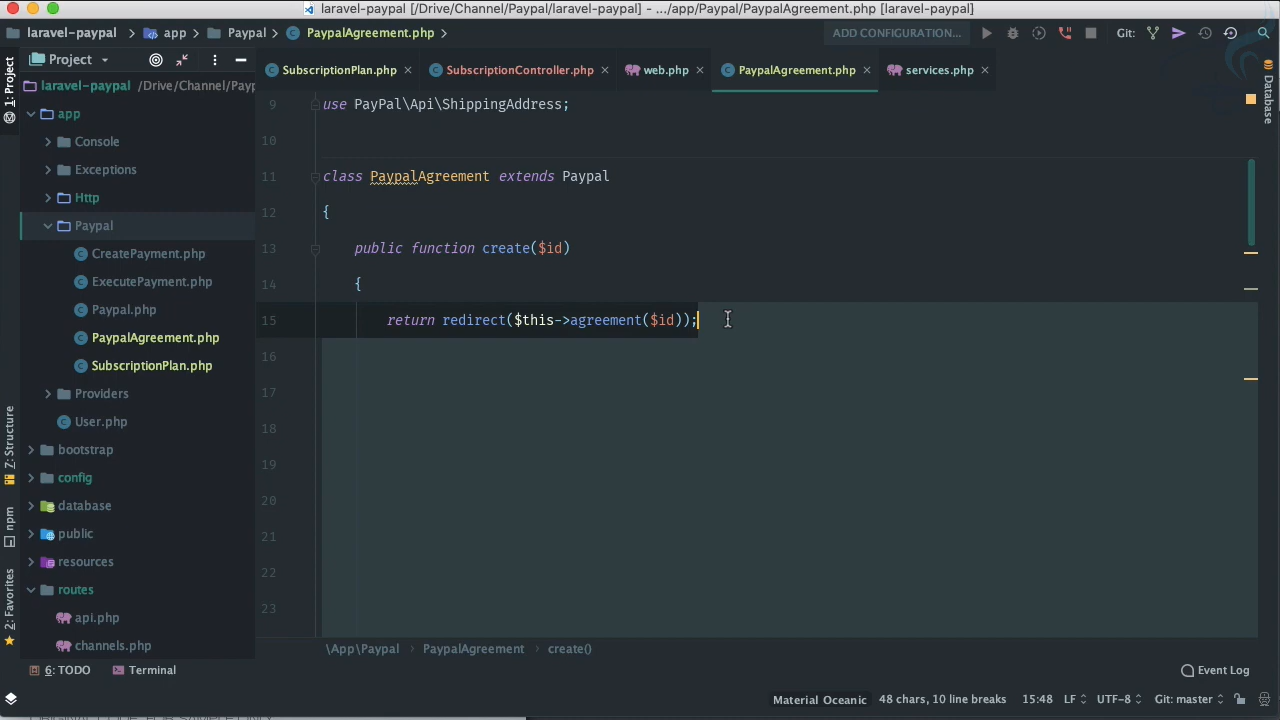 laravel-paypal [/Drive/Channel/Paypal/laravel-paypal] - .../app/Paypal/PaypalAgreement.php [laravel-paypal]
laravel-paypal app Paypal PaypalAgreement.php ADD CONFIGURATION... Git:
Project
SubscriptionPlan.php SubscriptionController.php web.php PaypalAgreement.php services.php
laravel-paypal /Drive/Channel/Payp
app
Console
Exceptions
Http
Paypal
CreatePayment.php
ExecutePayment.php
Paypal.php
PaypalAgreement.php
SubscriptionPlan.php
Providers
User.php
bootstrap
config
database
public
resources
routes
api.php
channels.php
1: Project
Z: Structure
npm
2: Favorites
9 use PayPal\Api\ShippingAddress;
10
11 class PaypalAgreement extends Paypal
12 {
13 public function create($id)
14 {
15 return redirect($this->agreement($id));
16
17
18
19
20
21
22
23
Database
\App\Paypal PaypalAgreement create()
6: TODO Terminal Event Log
Material Oceanic 48 chars, 10 line breaks 15:48 LF UTF-8 Git: master